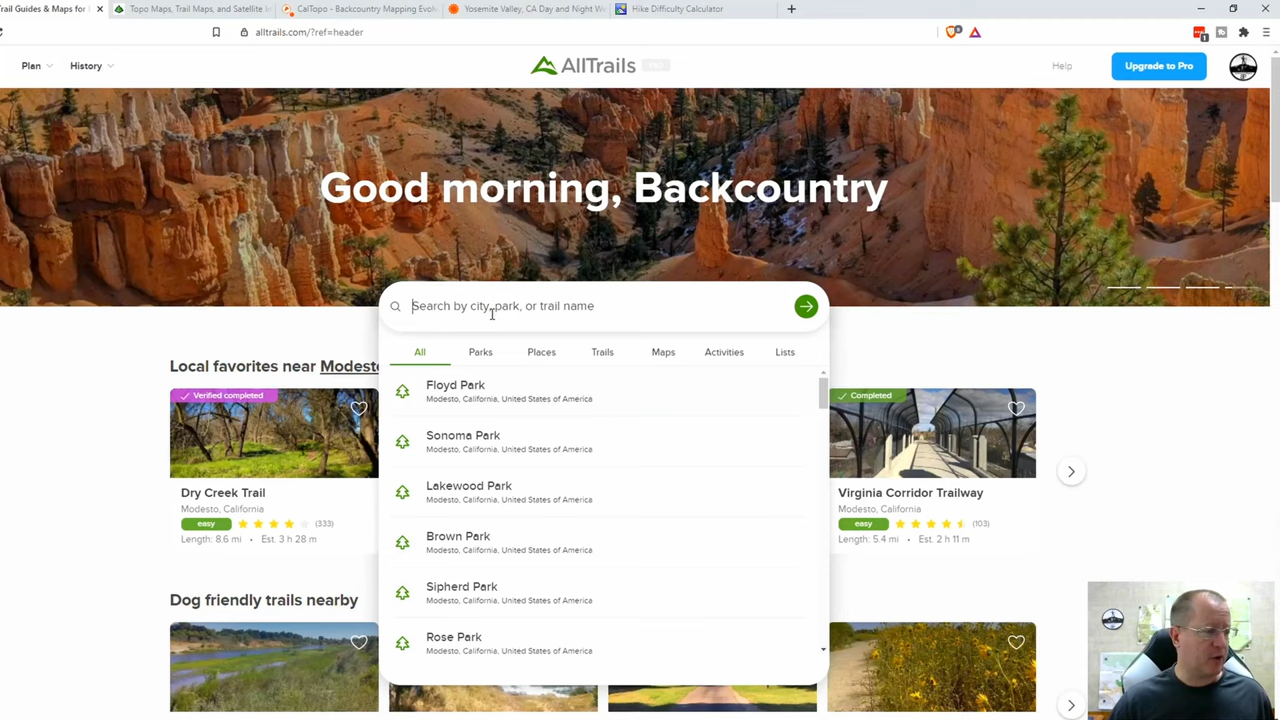 Trail Guides & Maps for
Topo Maps, Trail Maps, and Satellite I
CalTopo - Backcountry Mapping Evol
Yosemite Valley, CA Day and Night W
Hike Difficulty Calculator
alltrails.com/?ref=header
Plan
History
AllTrails
Help
Upgrade to Pro
Good morning, Backcountry
Search by city, park, or trail name
All
Parks
Places
Trails
Maps
Activities
Lists
Floyd Park
Modesto, California, United States of America
Sonoma Park
Modesto, California, United States of America
Lakewood Park
Modesto, California, United States of America
Brown Park
Modesto, California, United States of America
Sipherd Park
Modesto, California, United States of America
Rose Park
Modesto, California, United States of America
Local favorites near Modesto
Verified completed
Dry Creek Trail
Modesto, California
easy (333)
Length: 8.6 mi • Est. 3 h 28 m
Completed
Virginia Corridor Trailway
Modesto, California
easy (103)
Length: 5.4 mi • Est. 2 h 11 m
Dog friendly trails nearby